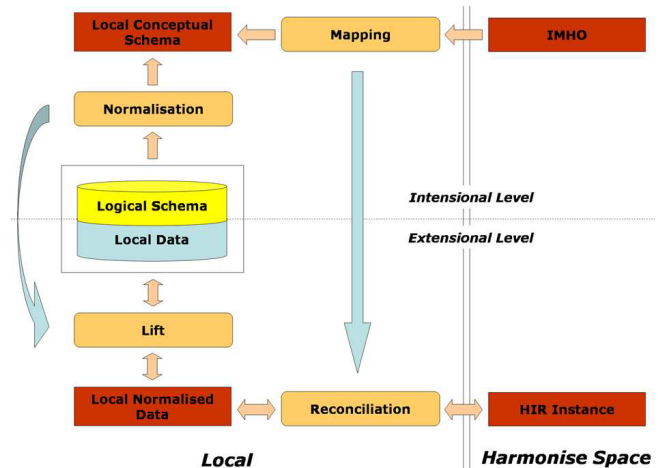 Local Conceptual
Schema
Mapping
IMHO
Normalisation
Logical Schema
Local Data
Intensional Level
Extensional Level
Lift
Local Normalised
Data
Reconciliation
HIR Instance
Local
Harmonise Space